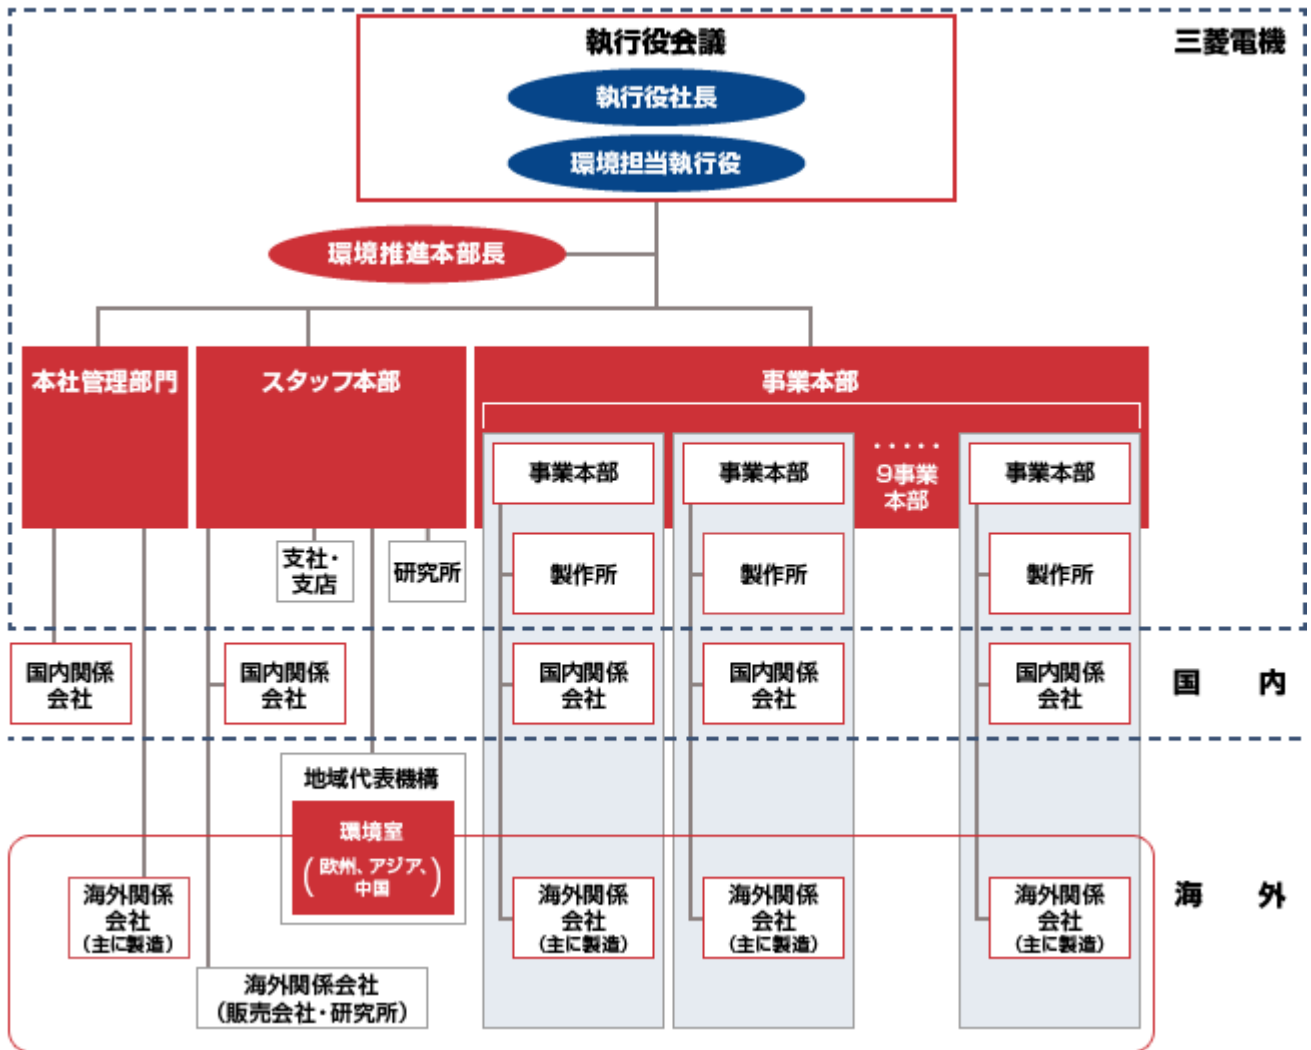 執行役会議
三菱電機
執行役社長
環境担当執行役
環境推進本部長
本社管理部門
スタッフ本部
事業本部
事業本部
事業本部
・・・・・
9事業
本部
事業本部
支社・
支店
研究所
製作所
製作所
製作所
国内関係
会社
国内関係
会社
国内関係
会社
国内関係
会社
国内関係
会社
国 内
地域代表機構
環境室
(欧州、アジア、
中国)
海外関係
会社
(主に製造)
海外関係
会社
(主に製造)
海外関係
会社
(主に製造)
海外関係
会社
(主に製造)
海 外
海外関係会社
(販売会社・研究所)